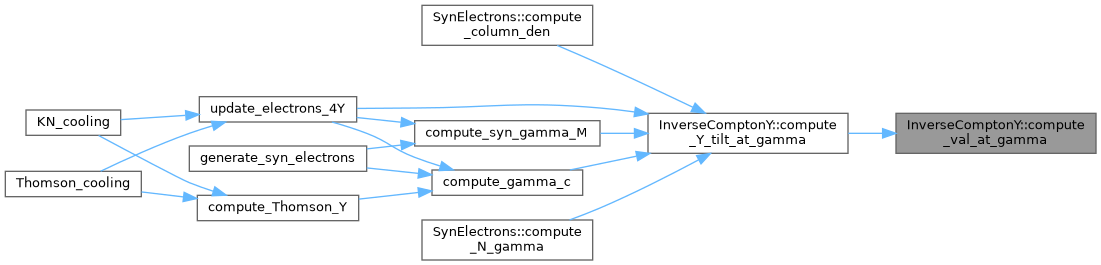 SynElectrons::compute
_column_den
update_electrons_4Y
KN_cooling
compute_syn_gamma_M
InverseComptonY::compute
_Y_tilt_at_gamma
InverseComptonY::compute
_val_at_gamma
generate_syn_electrons
Thomson_cooling
compute_gamma_c
compute_Thomson_Y
SynElectrons::compute
_N_gamma